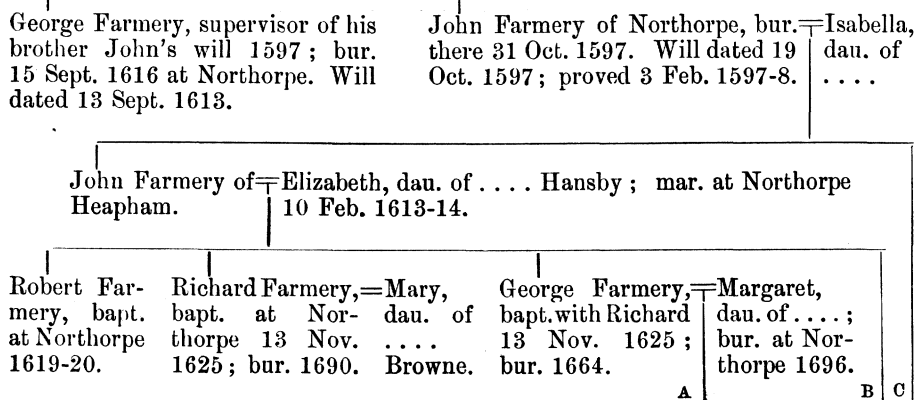 George Farmery, supervisor of his
brother John's will 1597 ; bur.
15 Sept. 1616 at Northorpe. Will
dated 13 Sept. 1613.
John Farmery of Northorpe, bur.
there 31 Oct. 1597. Will dated 19
Oct. 1597 ; proved 3 Feb. 1597-8.
=Isabella,
dau. of
. . . .
John Farmery of
Heapham.
=Elizabeth, dau. of . . . . Hansby ; mar. at Northorpe
10 Feb. 1613-14.
Robert Far-
mery, bapt.
at Northorpe
1619-20.
Richard Farmery,
bapt. at Nor-
thorpe 13 Nov.
1625 ; bur. 1690.
=Mary,
dau. of
. . . .
Browne.
George Farmery,
bapt. with Richard
13 Nov. 1625 ;
bur. 1664.
=Margaret,
dau. of . . . . ;
bur. at Nor-
thorpe 1696.
A B C